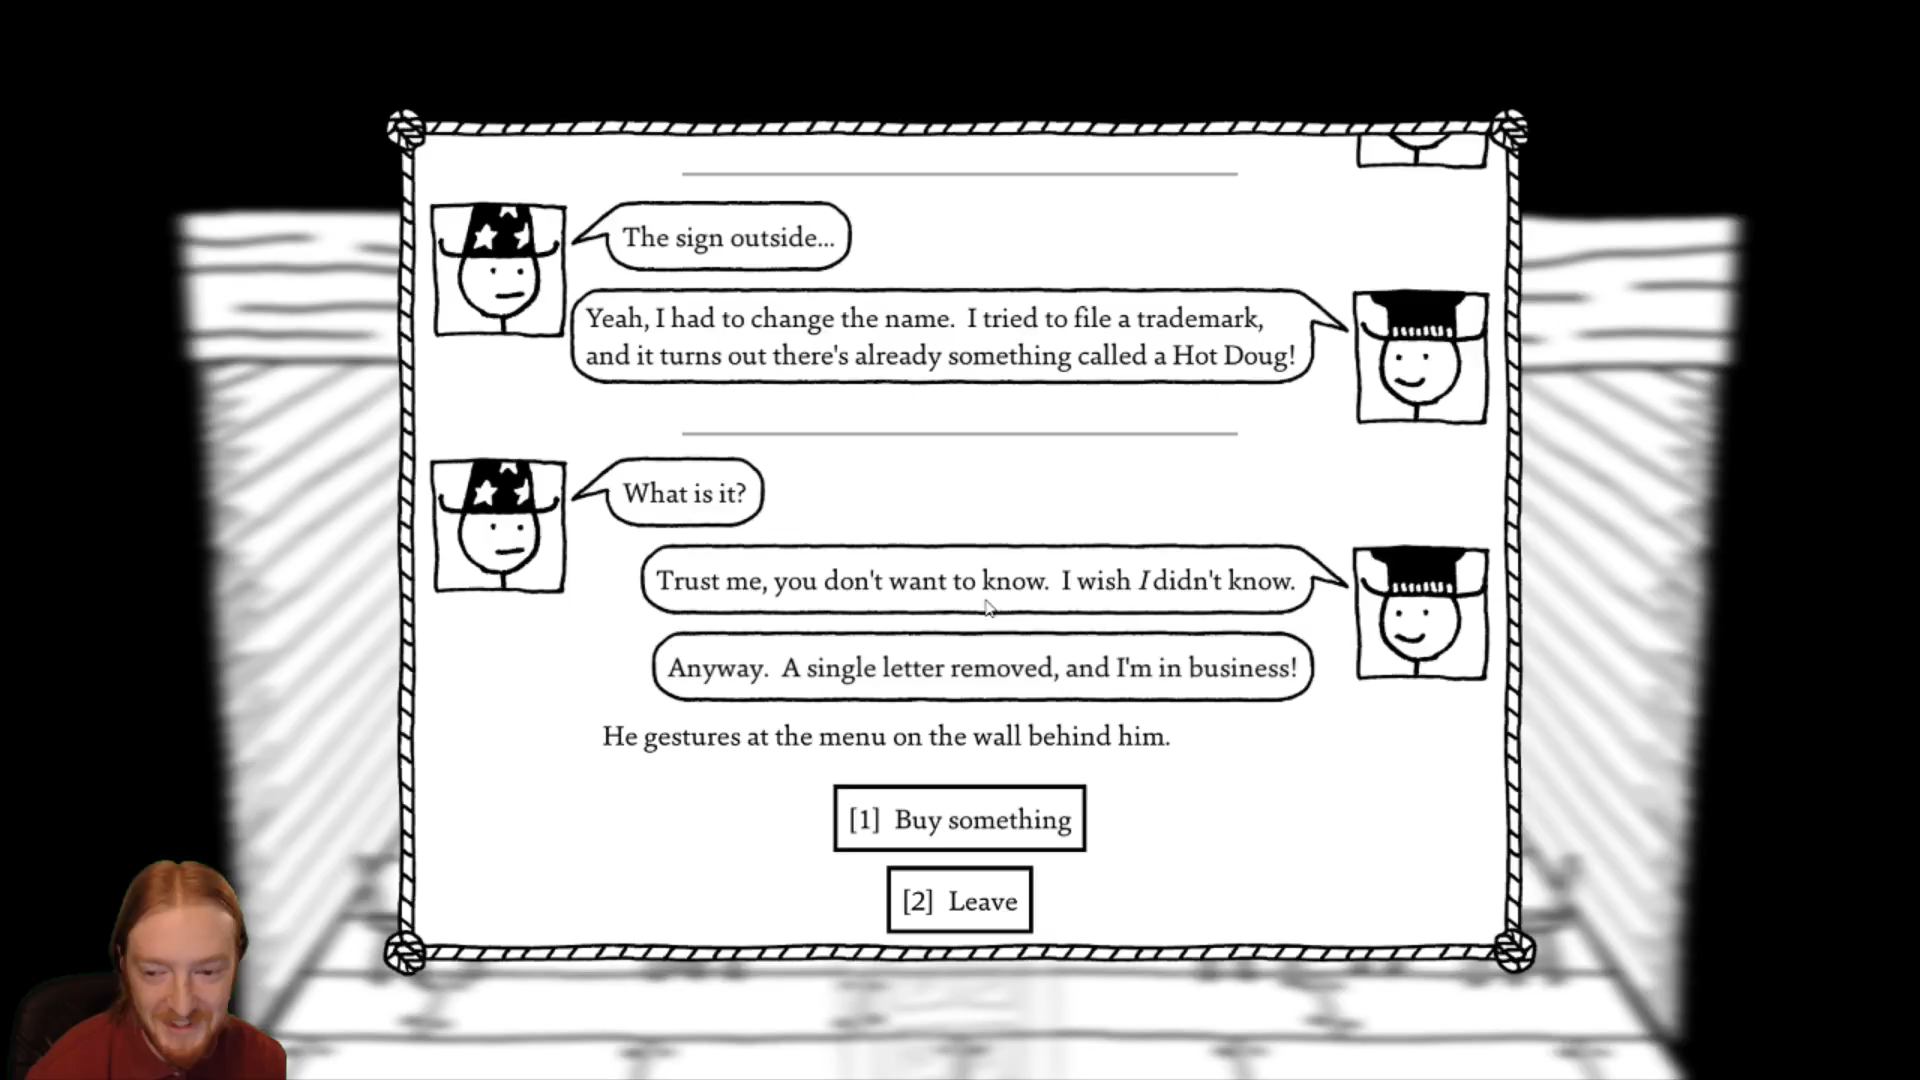 The sign outside...
Yeah, I had to change the name.  I tried to file a trademark,
and it turns out there's already something called a Hot Doug!
What is it?
Trust me, you don't want to know.  I wish I didn't know.
Anyway.  A single letter removed, and I'm in business!
He gestures at the menu on the wall behind him.
[1]  Buy something
[2]  Leave